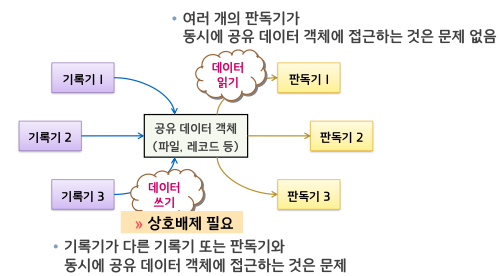 • 여러 개의 판독기가
동시에 공유 데이터 객체에 접근하는 것은 문제 없음
데이터
읽기
기록기 1
판독기 1
기록기 2
공유 데이터 객체
(파일, 레코드 등)
판독기 2
기록기 3
데이터
쓰기
판독기 3
» 상호배제 필요
• 기록기가 다른 기록기 또는 판독기와
동시에 공유 데이터 객체에 접근하는 것은 문제